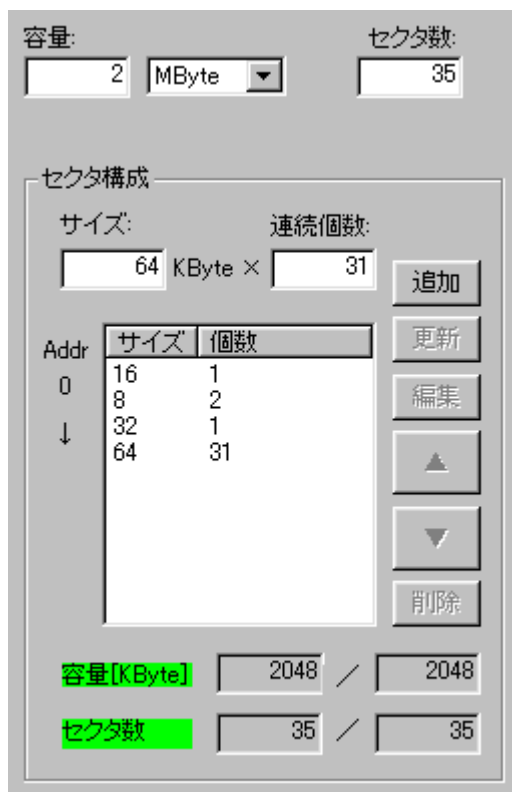 容量: セクタ数:
2 MByte 35
セクタ構成
サイズ: 連続個数:
64 KByte × 31
追加
Addr サイズ 個数 更新
0 16 1
8 2 編集
↓ 32 1
64 31 ▲
▼
削除
容量[KByte] 2048 / 2048
セクタ数 35 / 35